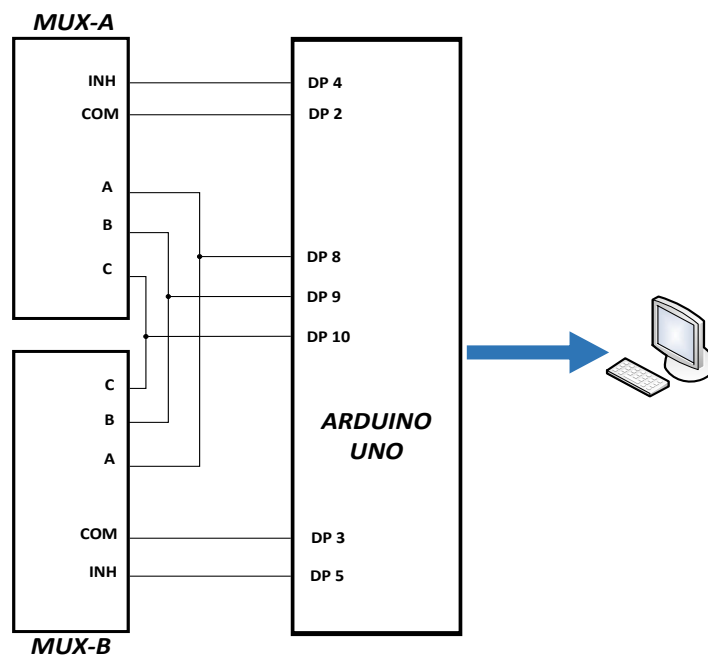 MUX-A
INH
COM
A
B
C
DP 4
DP 2
DP 8
DP 9
DP 10
ARDUINO
UNO
DP 3
DP 5
C
B
A
COM
INH
MUX-B